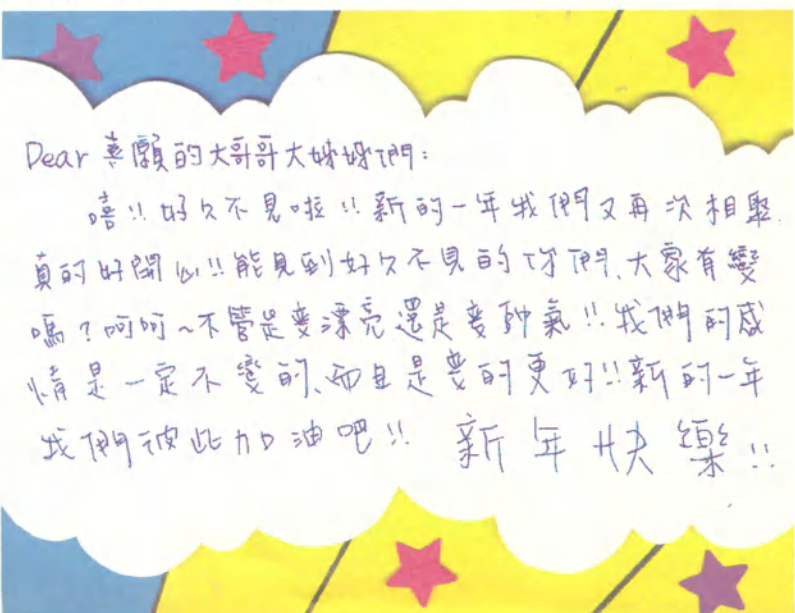 Dear 喜願的大哥哥大姊姊們:
嘻!!好久不見啦!!新的一年我們又再次相聚.
真的好開心!!能見到好久不見的你們、大家有變
嗎?呵呵~不管是變漂亮還是變帥氣!!我們的感
情是一定不變的、而且是變的更好!!新的一年
我們彼此加油吧!! 新年快樂!!